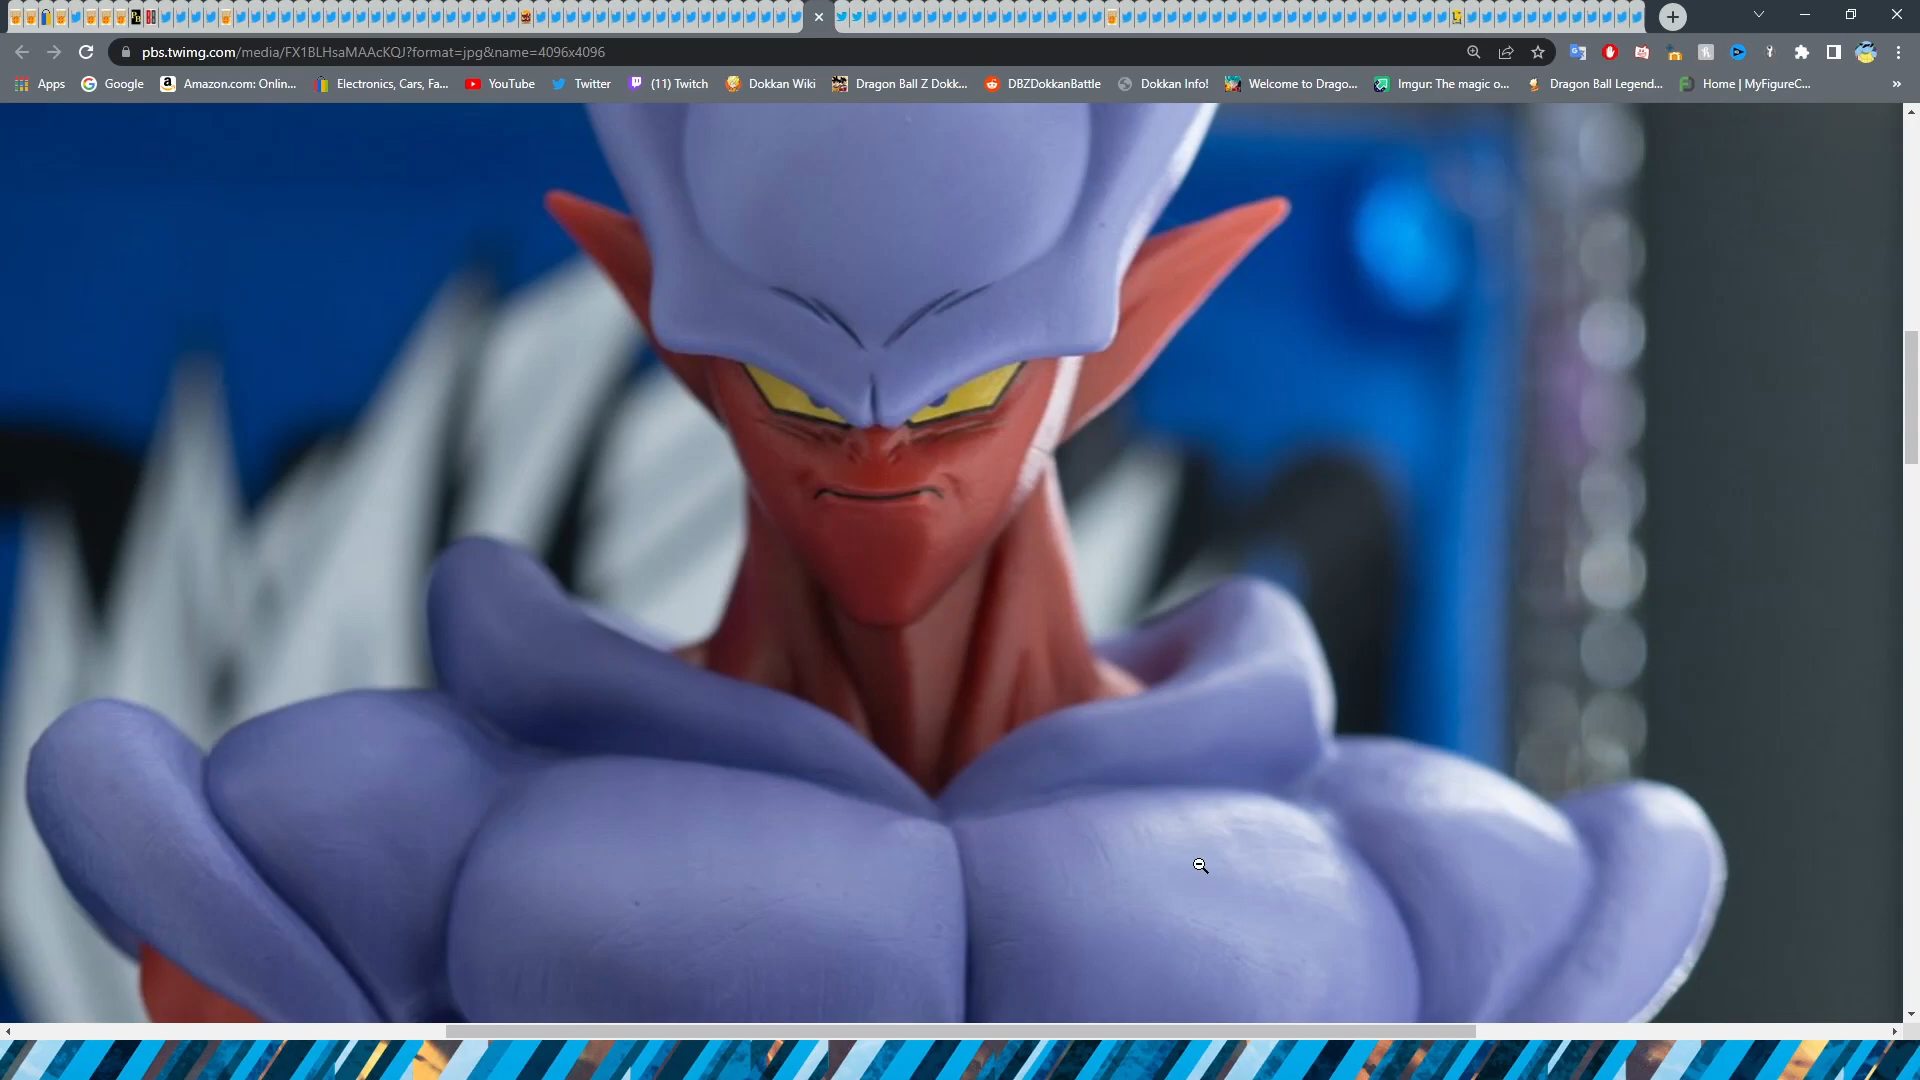 pbs.twimg.com/media/FX1BLHsaMAAcKQJ?format=jpg&name=4096x4096
Apps Google Amazon.com: Onlin... Electronics, Cars, Fa... YouTube Twitter (11) Twitch Dokkan Wiki Dragon Ball Z Dokk... DBZDokkanBattle Dokkan Info! Welcome to Drago... Imgur: The magic o... Dragon Ball Legend... Home | MyFigureC... »